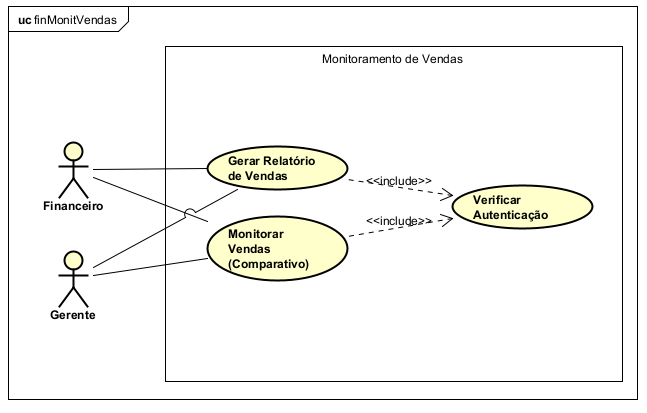 uc finMonitVendas
Monitoramento de Vendas
Gerar Relatório
de Vendas
<<include>>
Verificar
Autenticação
Financeiro
<<include>>
Monitorar
Vendas
(Comparativo)
Gerente